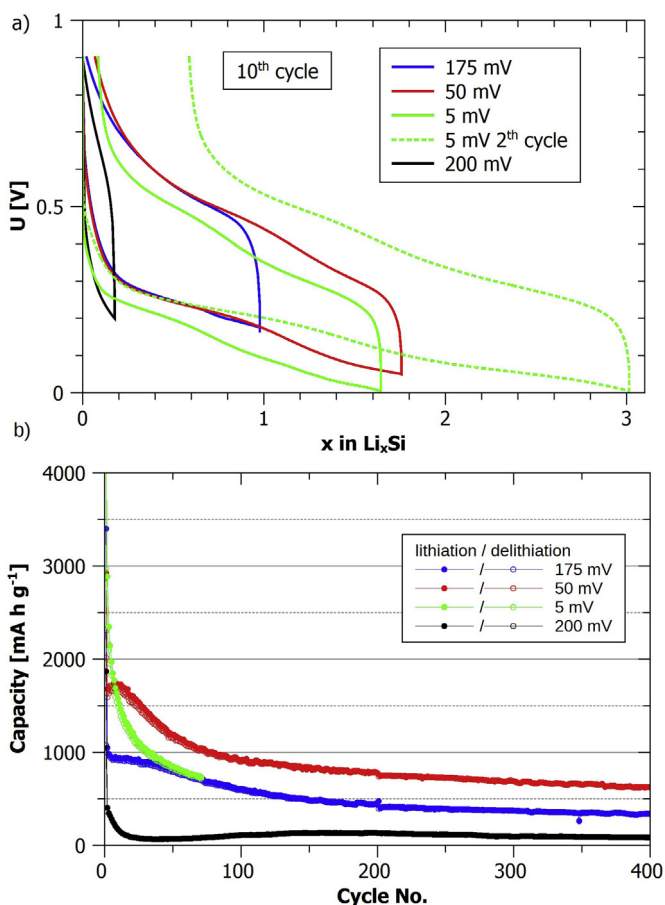 a)
1
0.5
0
U [V]
10th cycle
175 mV
50 mV
5 mV
5 mV 2th cycle
200 mV
0 1 2 3
x in LixSi
b)
4000
3000
2000
1000
0
Capacity [mA h g-1]
lithiation / delithiation
/ 175 mV
/ 50 mV
/ 5 mV
/ 200 mV
0 100 200 300 400
Cycle No.